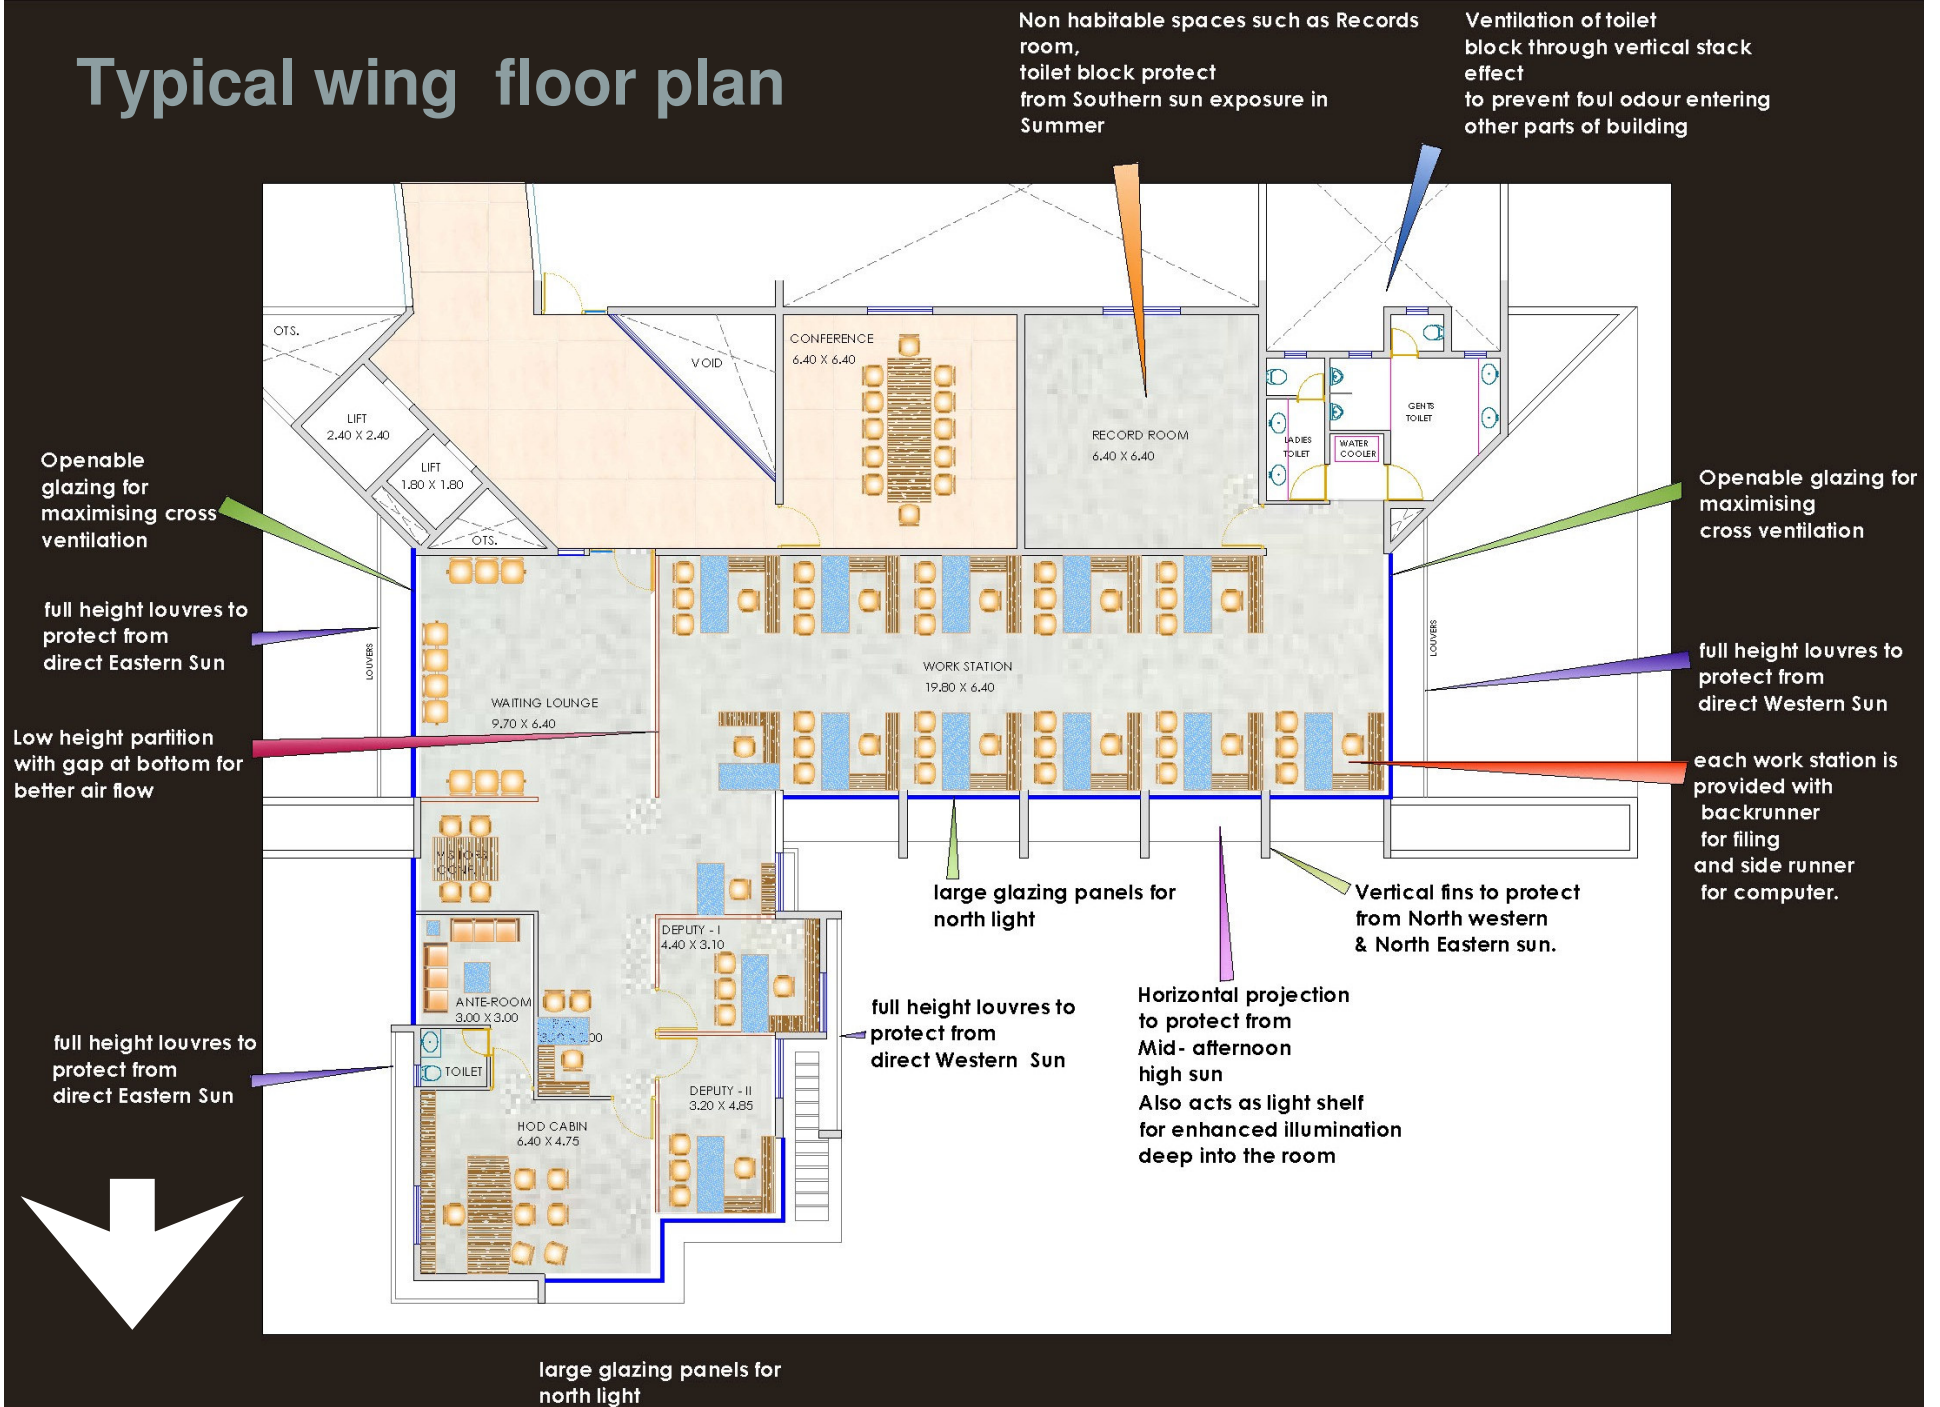 Typical wing floor plan
Non habitable spaces such as Records
room,
toilet block protect
from Southern sun exposure in
Summer
Ventilation of toilet
block through vertical stack
effect
to prevent foul odour entering
other parts of building
OTS.
VOID
CONFERENCE
6.40 X 6.40
LIFT
2.40 X 2.40
LIFT
1.80 X 1.80
OTS.
RECORD ROOM
6.40 X 6.40
LADIES
TOILET
WATER
COOLER
GENTS
TOILET
Openable
glazing for
maximising cross
ventilation
Openable glazing for
maximising
cross ventilation
full height louvres to
protect from
direct Eastern Sun
LOUVERS
LOUVERS
full height louvres to
protect from
direct Western Sun
WAITING LOUNGE
9.70 X 6.40
WORK STATION
19.80 X 6.40
Low height partition
with gap at bottom for
better air flow
each work station is
provided with
backrunner
for filing
and side runner
for computer.
VISITORS
CONF.
large glazing panels for
north light
Vertical fins to protect
from North western
& North Eastern sun.
DEPUTY - I
4.40 X 3.10
ANTE-ROOM
3.00 X 3.00
TOILET
full height louvres to
protect from
direct Western Sun
Horizontal projection
to protect from
Mid- afternoon
high sun
Also acts as light shelf
for enhanced illumination
deep into the room
full height louvres to
protect from
direct Eastern Sun
DEPUTY - II
3.20 X 4.85
HOD CABIN
6.40 X 4.75
large glazing panels for
north light